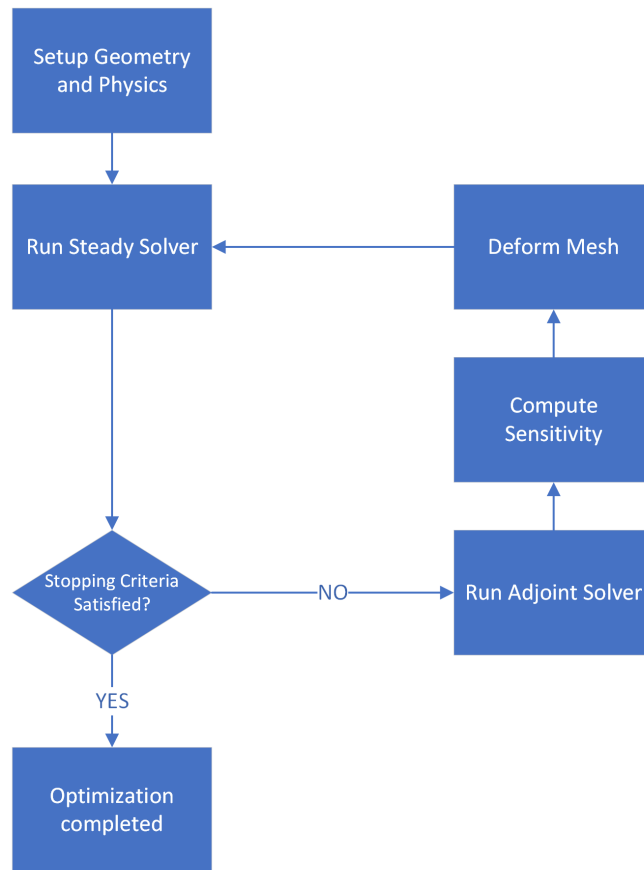 Setup Geometry
and Physics
Run Steady Solver
Deform Mesh
Compute
Sensitivity
Stopping Criteria
Satisfied?
NO
Run Adjoint Solver
YES
Optimization
completed